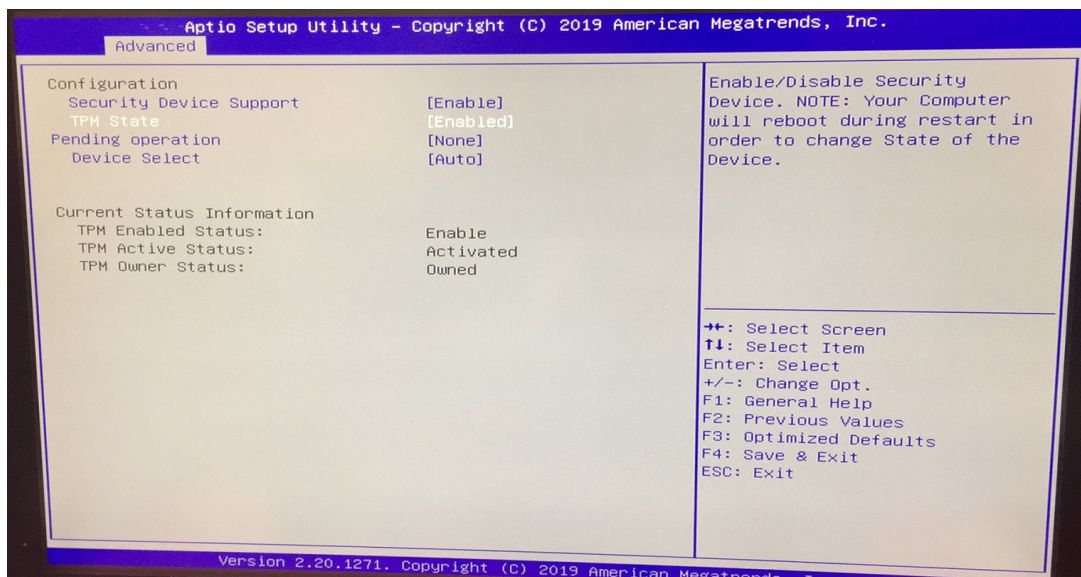 Aptio Setup Utility – Copyright (C) 2019 American Megatrends, Inc.
Advanced
Configuration
Security Device Support [Enable]
TPM State [Enabled]
Pending operation [None]
Device Select [Auto]
Current Status Information
TPM Enabled Status: Enable
TPM Active Status: Activated
TPM Owner Status: Owned
Enable/Disable Security
Device. NOTE: Your Computer
will reboot during restart in
order to change State of the
Device.
→←: Select Screen
↑↓: Select Item
Enter: Select
+/-: Change Opt.
F1: General Help
F2: Previous Values
F3: Optimized Defaults
F4: Save & Exit
ESC: Exit
Version 2.20.1271. Copyright (C) 2019 American Megatrends,